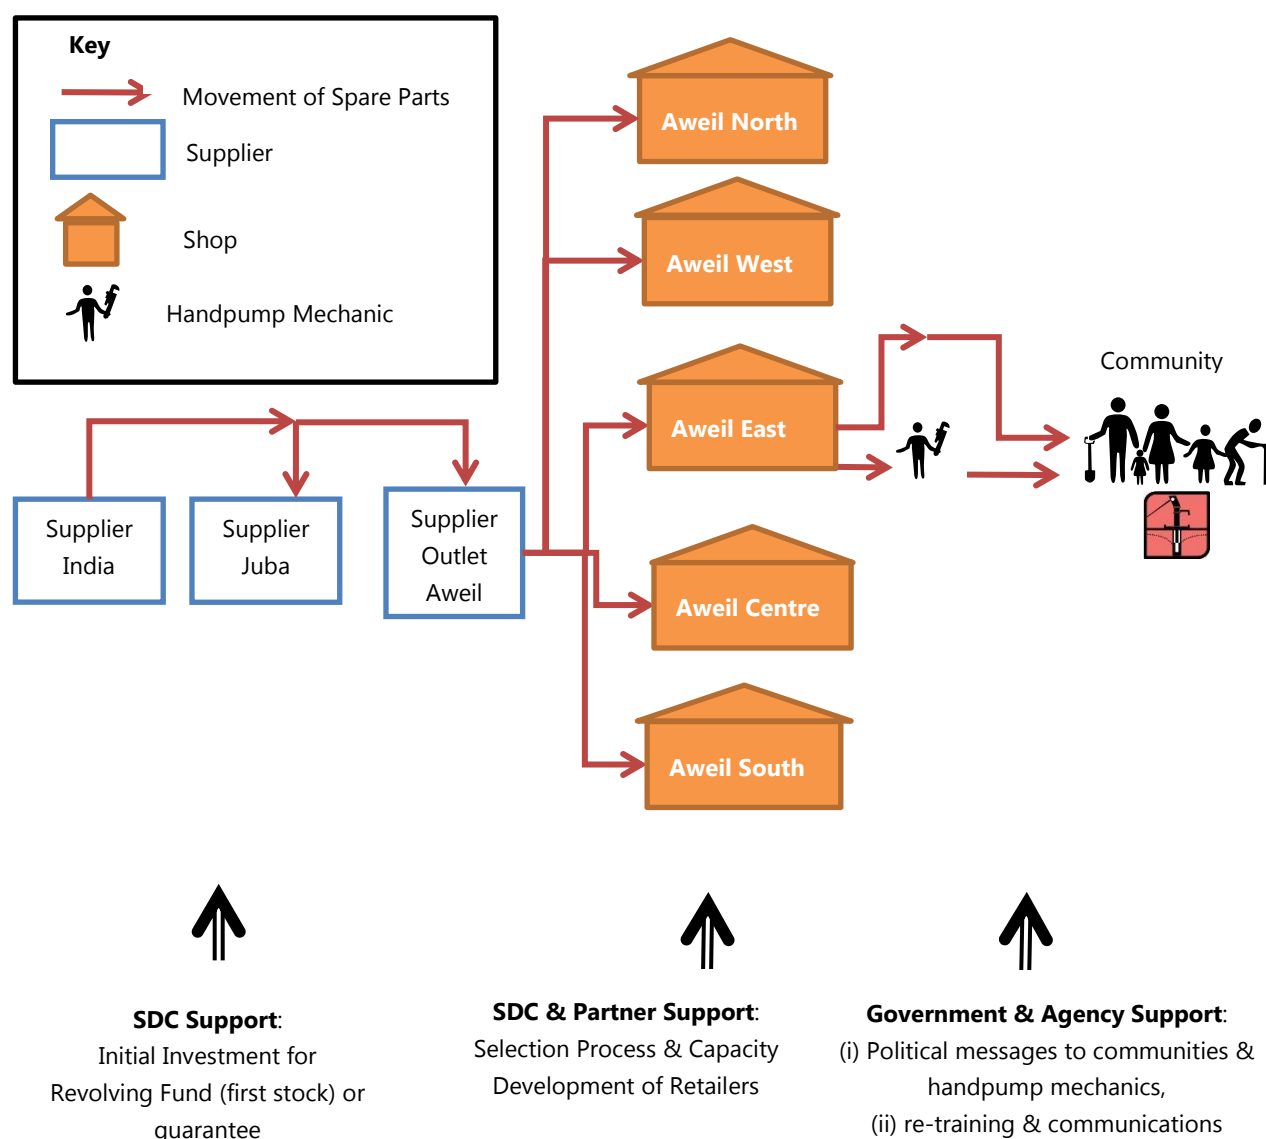 Key
Movement of Spare Parts
Supplier
Shop
Handpump Mechanic
Aweil North
Aweil West
Aweil East
Aweil Centre
Aweil South
Community
Supplier
India
Supplier
Juba
Supplier
Outlet
Aweil
SDC Support:
Initial Investment for
Revolving Fund (first stock) or
guarantee
SDC & Partner Support:
Selection Process & Capacity
Development of Retailers
Government & Agency Support:
(i) Political messages to communities &
handpump mechanics,
(ii) re-training & communications